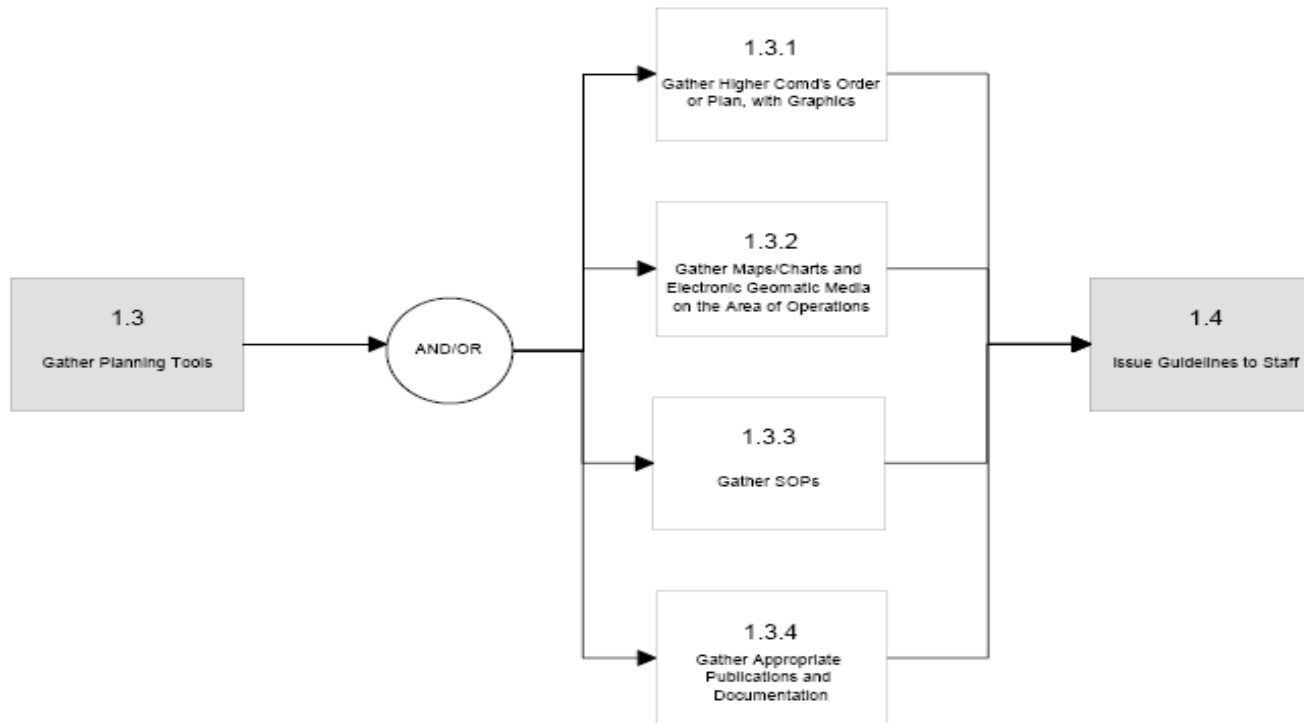 1.3
Gather Planning Tools
AND/OR
1.3.1
Gather Higher Comd's Order
or Plan, with Graphics
1.3.2
Gather Maps/Charts and
Electronic Geomatic Media
on the Area of Operations
1.3.3
Gather SOPs
1.3.4
Gather Appropriate
Publications and
Documentation
1.4
Issue Guidelines to Staff